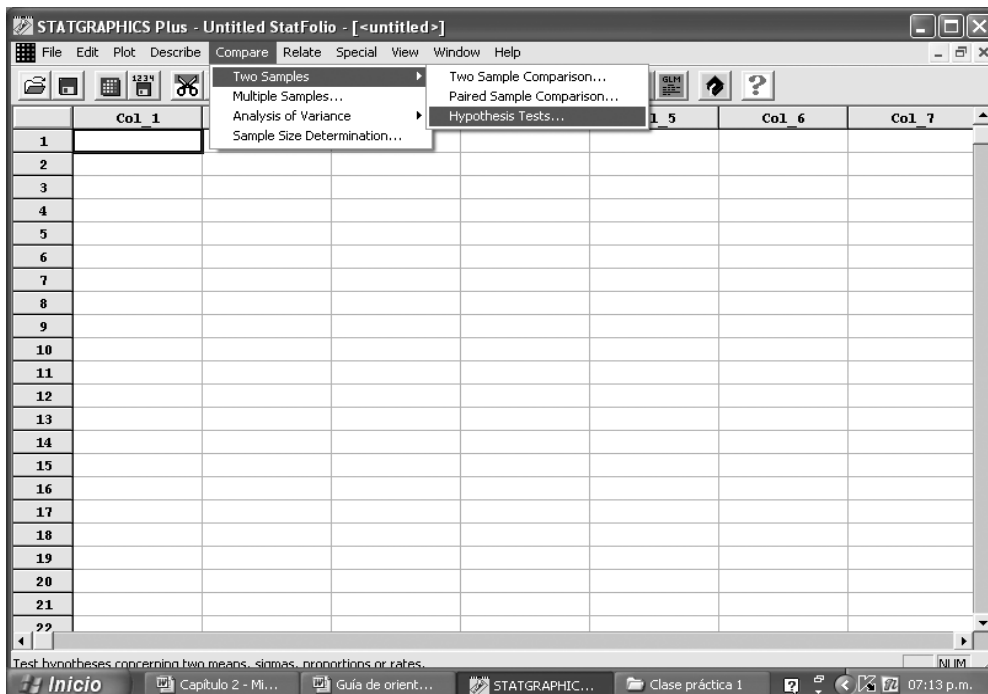 STATGRAPHICS Plus - Untitled StatFolio - [<untitled>]
File Edit Plot Describe Compare Relate Special View Window Help
Two Samples
Multiple Samples...
Analysis of Variance
Sample Size Determination...
Two Sample Comparison...
Paired Sample Comparison...
Hypothesis Tests...
1234 GLM ?
Col_1 l_5 Col_6 Col_7
1
2
3
4
5
6
7
8
9
10
11
12
13
14
15
16
17
18
19
20
21
22
Test hypotheses concerning two means, sigmas, proportions or rates.
NUM
Inicio Capítulo 2 - Mi... Guía de orient... STATGRAPHIC... Clase práctica 1 07:13 p.m.